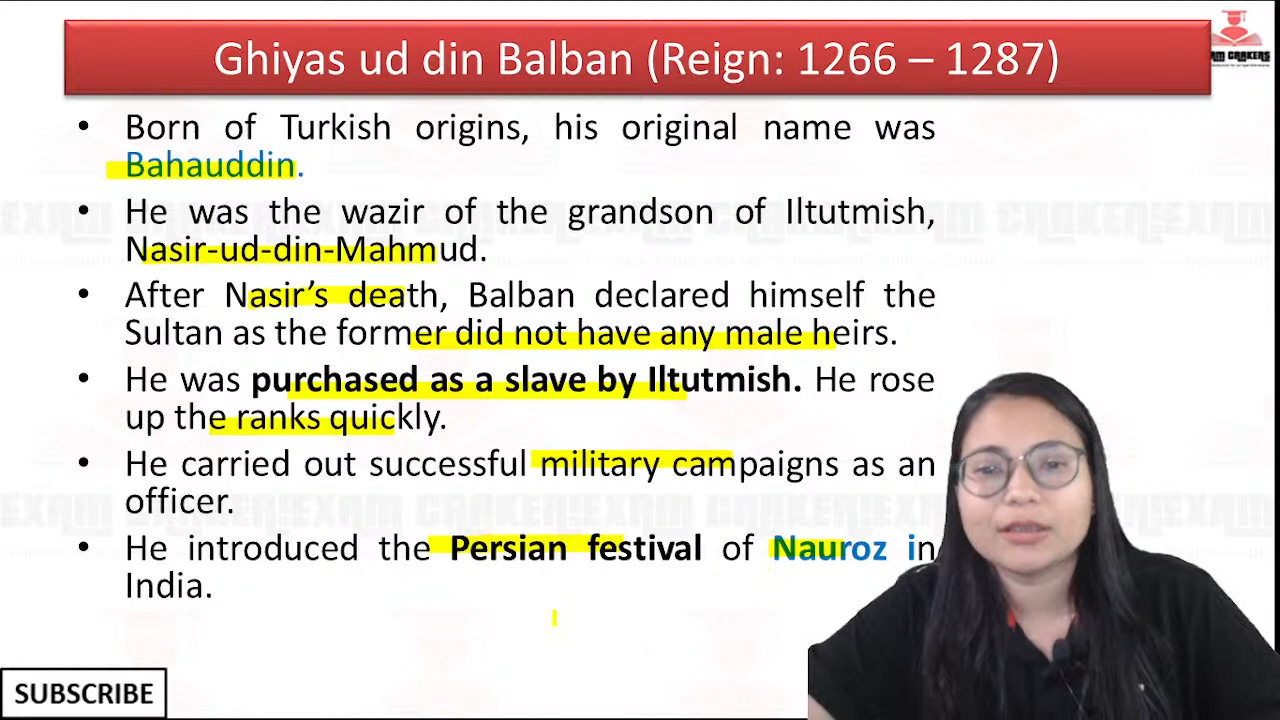 Ghiyas ud din Balban (Reign: 1266 – 1287)
• Born of Turkish origins, his original name was
Bahauddin.
• He was the wazir of the grandson of Iltutmish,
Nasir-ud-din-Mahmud.
• After Nasir’s death, Balban declared himself the
Sultan as the former did not have any male heirs.
• He was purchased as a slave by Iltutmish. He rose
up the ranks quickly.
• He carried out successful military campaigns as an
officer.
• He introduced the Persian festival of Nauroz in
India.
SUBSCRIBE